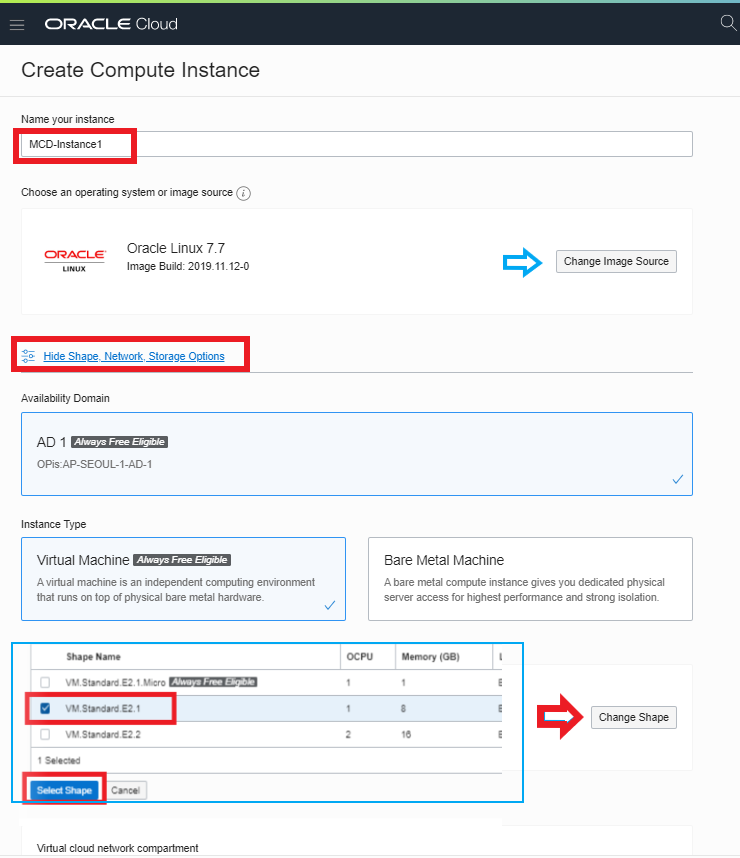 ORACLE Cloud
Create Compute Instance
Name your instance
MCD-Instance1
Choose an operating system or image source i
ORACLE
LINUX
Oracle Linux 7.7
Image Build: 2019.11.12-0
Change Image Source
Hide Shape, Network, Storage Options
Availability Domain
AD 1 Always Free Eligible
OPis:AP-SEOUL-1-AD-1
Instance Type
Virtual Machine Always Free Eligible
A virtual machine is an independent computing environment
that runs on top of physical bare metal hardware.
Bare Metal Machine
A bare metal compute instance gives you dedicated physical
server access for highest performance and strong isolation.
Shape Name OCPU Memory (GB)
VM.Standard.E2.1.Micro Always Free Eligible 1 1
VM.Standard.E2.1 1 8
VM.Standard.E2.2 2 16
1 Selected
Select Shape Cancel
Change Shape
Virtual cloud network compartment